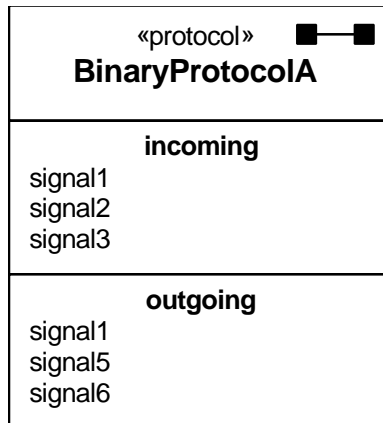 «protocol»
BinaryProtocolA
incoming
signal1
signal2
signal3
outgoing
signal1
signal5
signal6